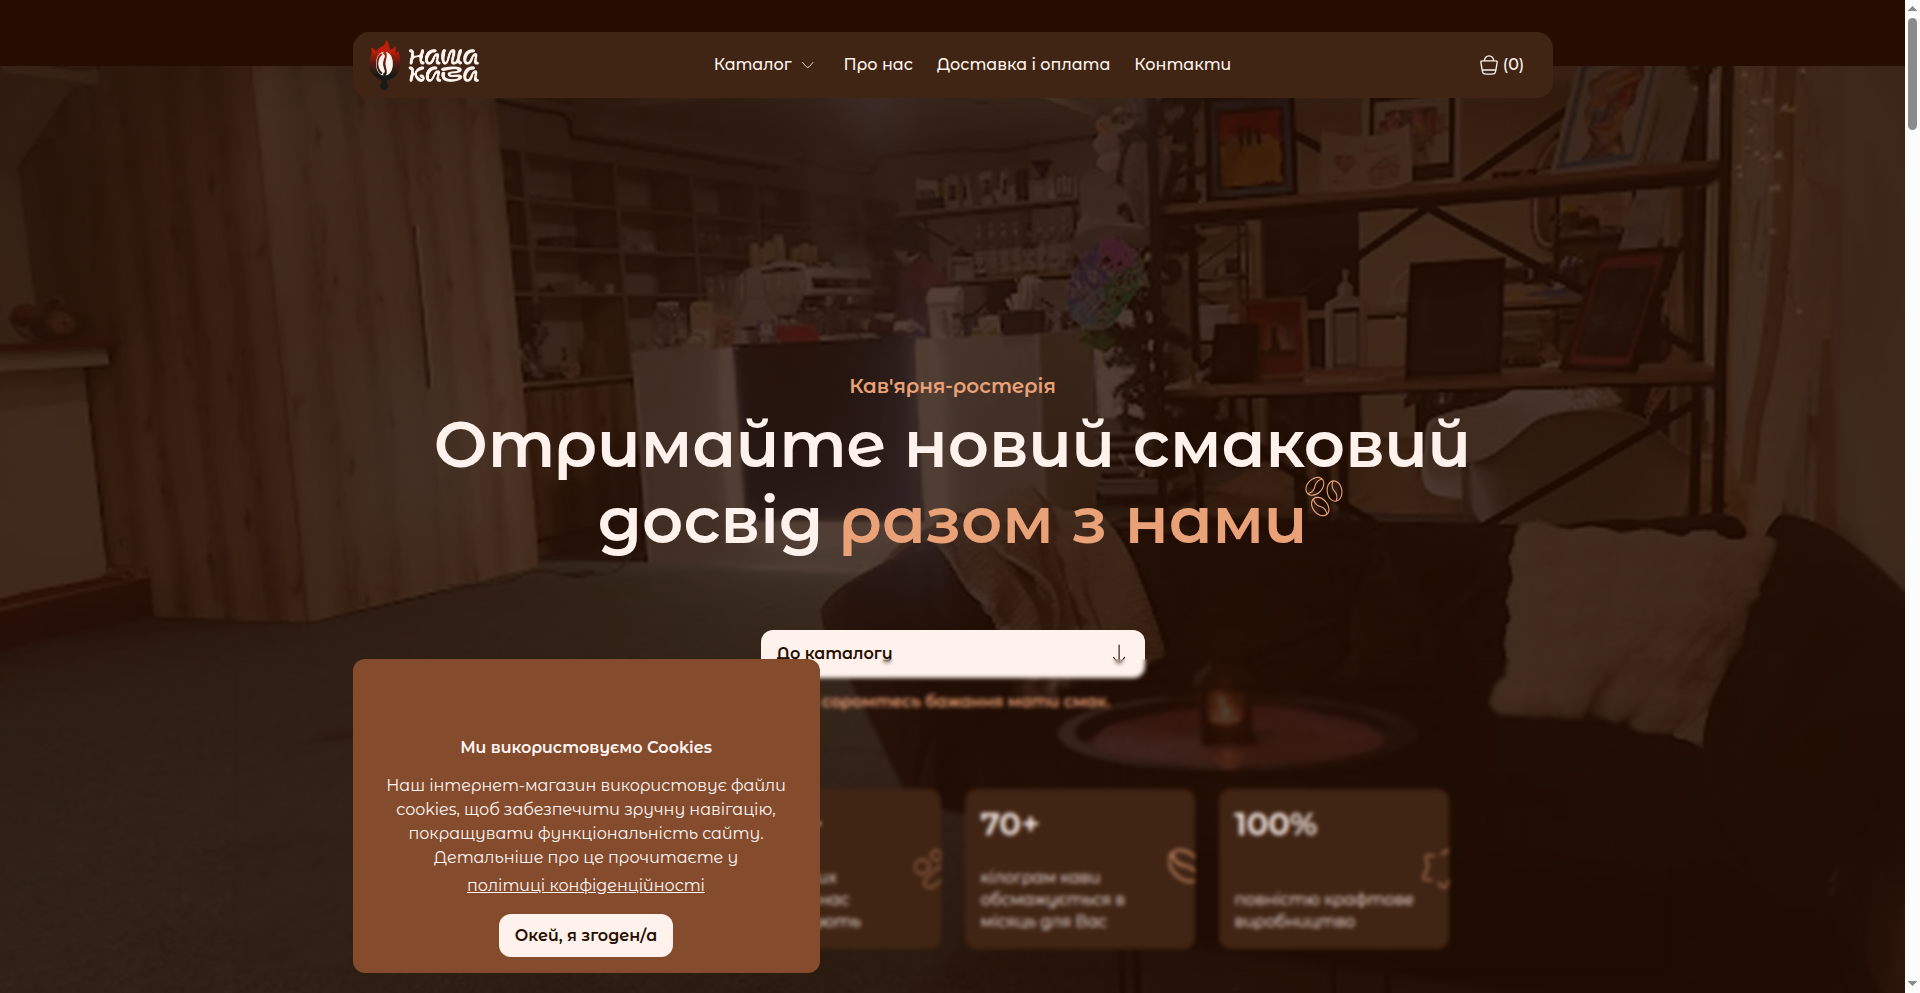 наша
кава
Каталог
Про нас
Доставка і оплата
Контакти
(0)
Кав'ярня-ростерія
Отримайте новий смаковий
досвід разом з нами
До каталогу
соромтесь бажання мати смак.
Ми використовуємо Cookies
Наш інтернет-магазин використовує файли
cookies, щоб забезпечити зручну навігацію,
покращувати функціональність сайту.
Детальніше про це прочитаєте у
політиці конфіденційності
Окей, я згоден/а
70+
кілограм кави
обсмажується в
місяць для Вас
100%
повністю крафтове
виробництво